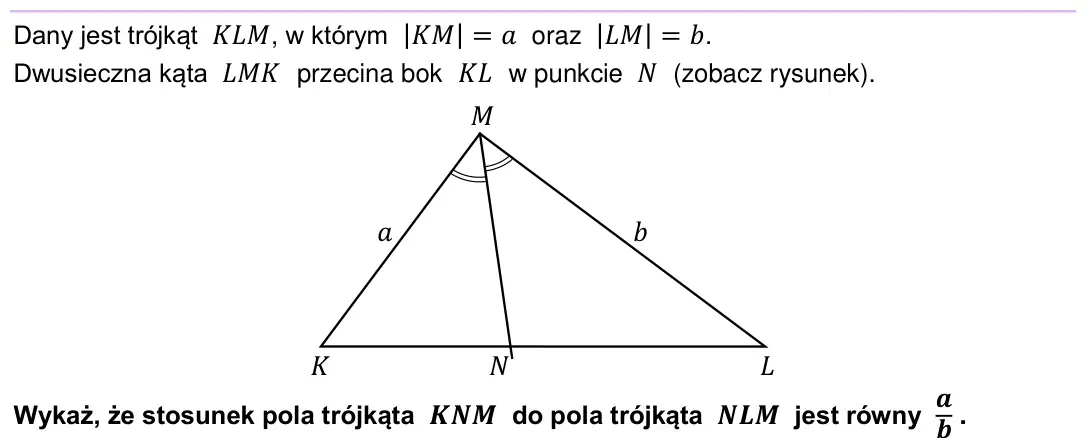 Dany jest trójkąt KLM, w którym |KM| = a oraz |LM| = b.
Dwusieczna kąta LMK przecina bok KL w punkcie N (zobacz rysunek).
M
a
b
K
N
L
Wykaż, że stosunek pola trójkąta KNM do pola trójkąta NLM jest równy a/b.